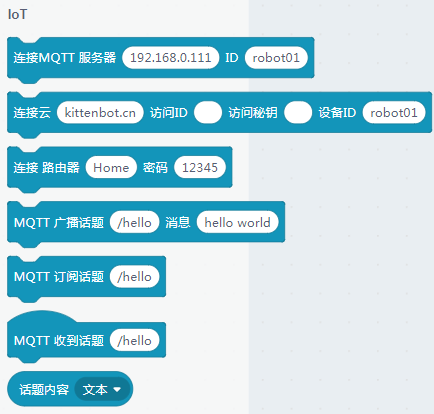 IoT
连接MQTT 服务器 192.168.0.111 ID robot01
连接云 kittenbot.cn 访问ID 访问秘钥 设备ID robot01
连接 路由器 Home 密码 12345
MQTT 广播话题 /hello 消息 hello world
MQTT 订阅话题 /hello
MQTT 收到话题 /hello
话题内容 文本